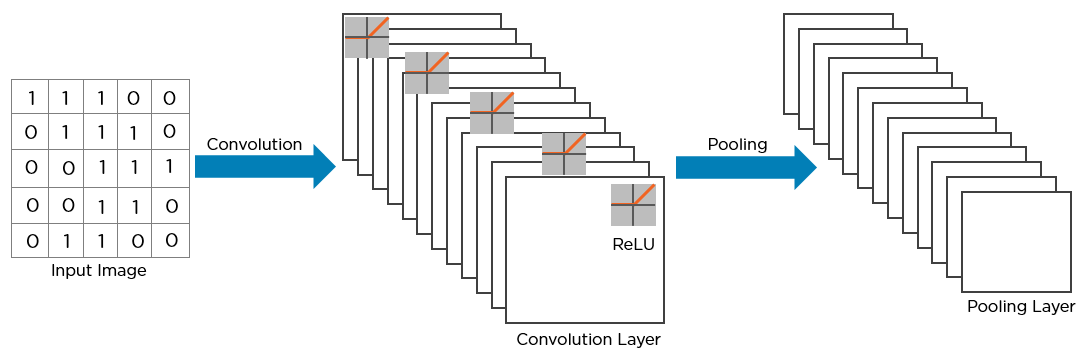 1 1 1 0 0
0 1 1 1 0
0 0 1 1 1
0 0 1 1 0
0 1 1 0 0
Input Image
Convolution
ReLU
Convolution Layer
Pooling
Pooling Layer